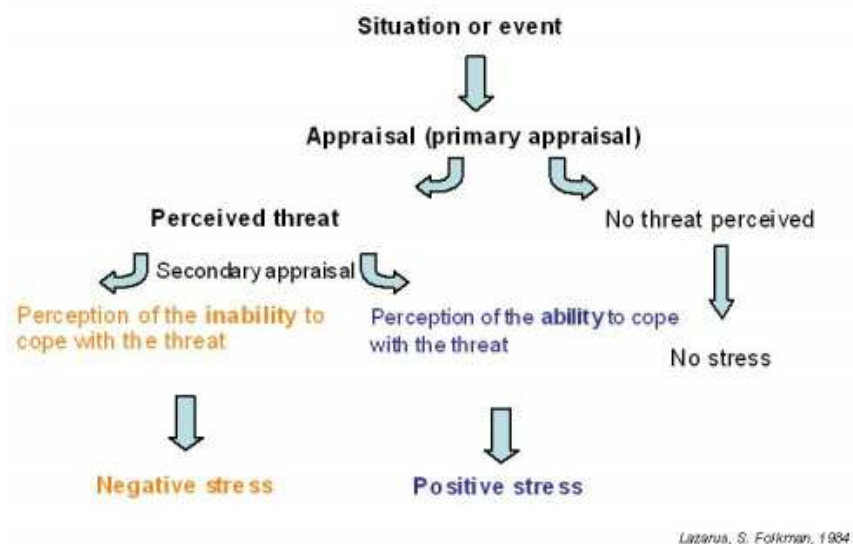 Situation or event
Appraisal (primary appraisal)
Perceived threat
No threat perceived
Secondary appraisal
Perception of the inability to
cope with the threat
Perception of the ability to cope
with the threat
No stress
Negative stress
Positive stress
Lazarus, S. Folkman, 1984